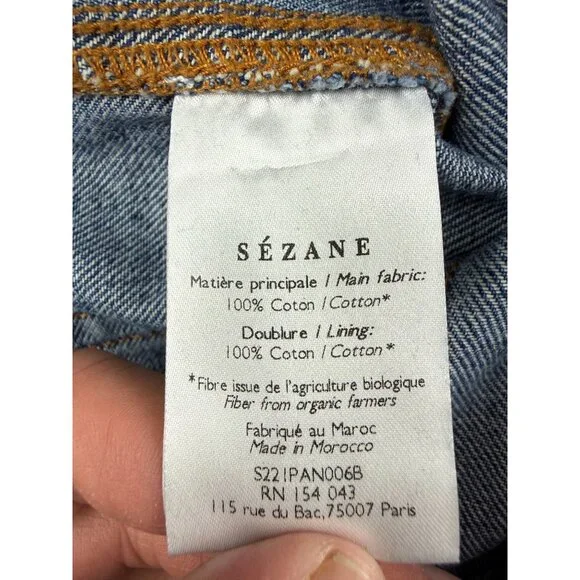 SÉZANE
Matière principale / Main fabric:
100% Coton / Cotton*
Doublure / Lining:
100% Coton / Cotton*
*Fibre issue de l'agriculture biologique
Fiber from organic farmers
Fabriqué au Maroc
Made in Morocco
S221PAN006B
RN 154 043
115 rue du Bac,75007 Paris